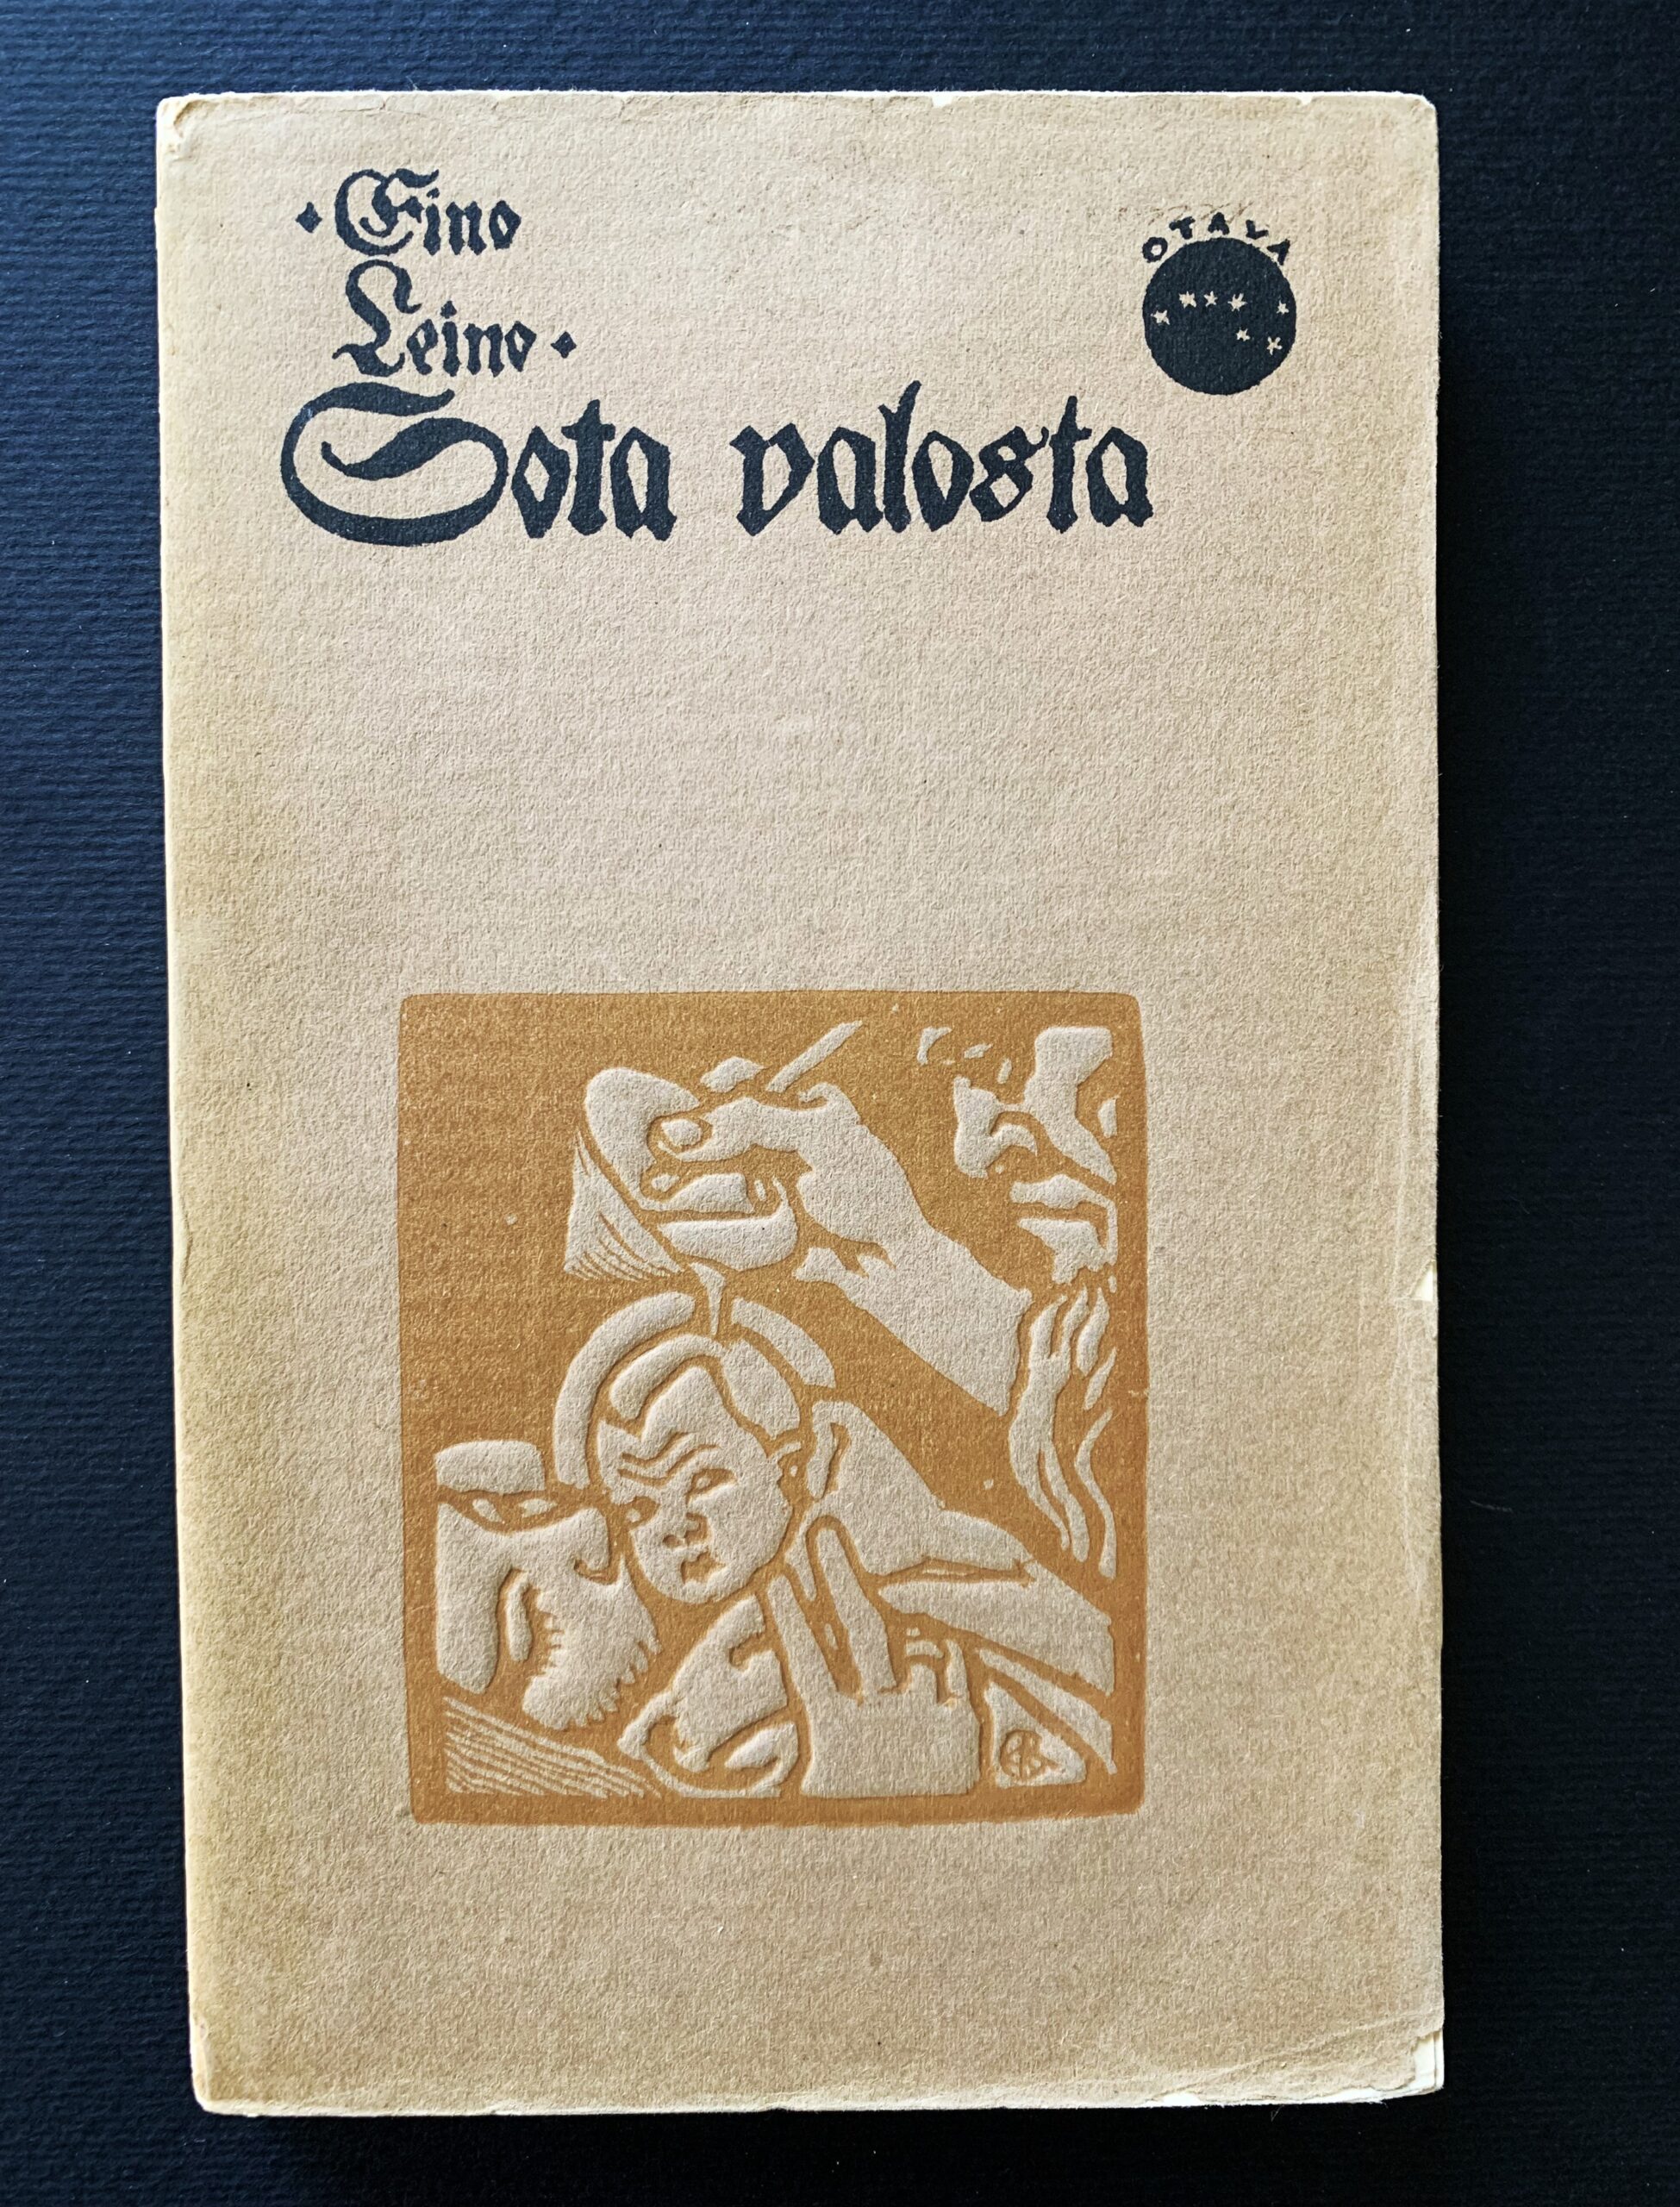 Eino
Leino
Sota valosta
OTAVA